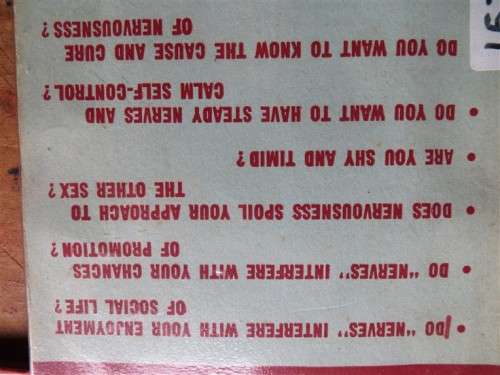 • DO "NERVES" INTERFERE WITH YOUR ENJOYMENT
OF SOCIAL LIFE?
• DO "NERVES" INTERFERE WITH YOUR CHANCES
OF PROMOTION?
• DOES NERVOUSNESS SPOIL YOUR APPROACH TO
THE OTHER SEX?
• ARE YOU SHY AND TIMID?
• DO YOU WANT TO HAVE STEADY NERVES AND
CALM SELF-CONTROL?
DO YOU WANT TO KNOW THE CAUSE AND CURE
OF NERVOUSNESS?